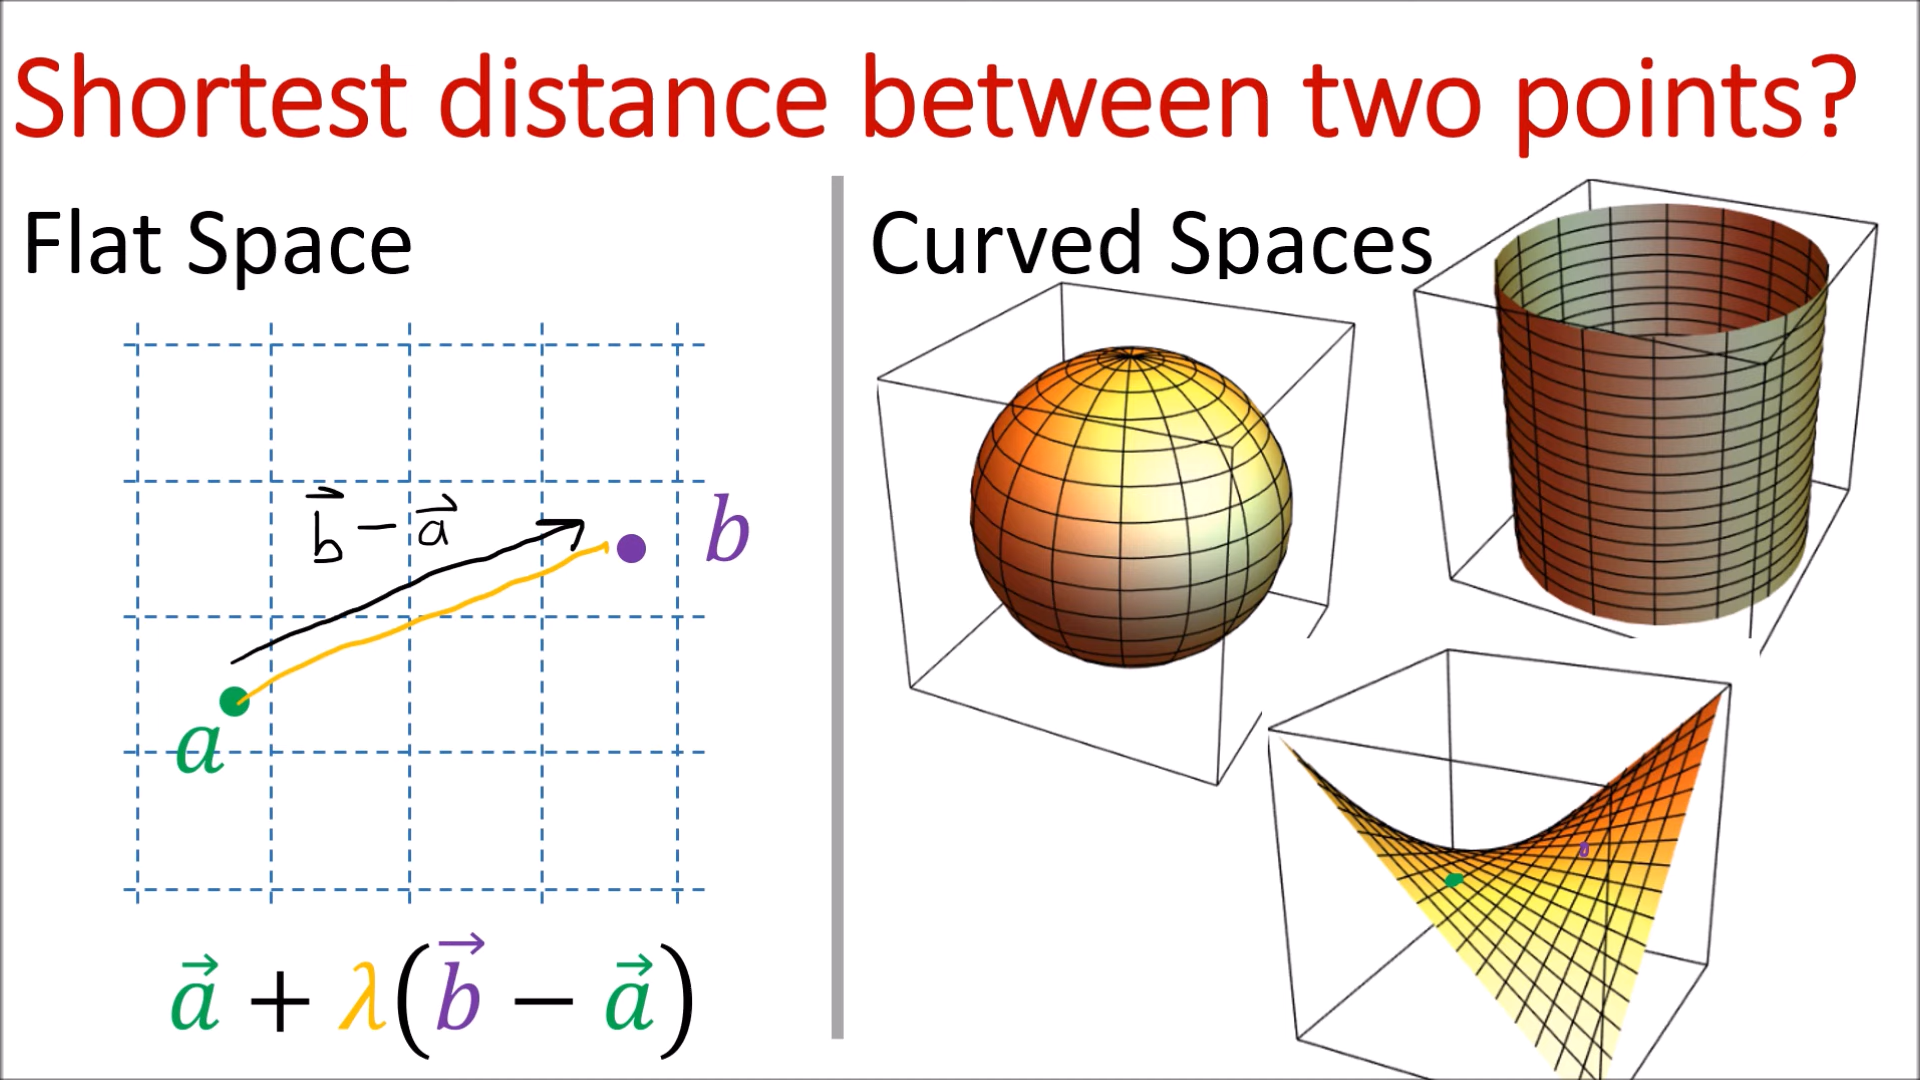 Shortest distance between two points?
Flat Space
Curved Spaces
b⃗ − a⃗
b
a
a⃗ + λ(b⃗ − a⃗)